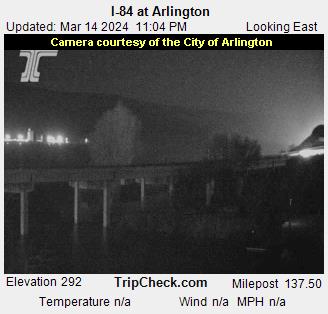 I-84 at Arlington
Updated: Mar 14 2024 11:04 PM Looking East
Camera courtesy of the City of Arlington
Elevation 292 TripCheck.com Milepost 137.50
Temperature n/a Wind n/a MPH n/a